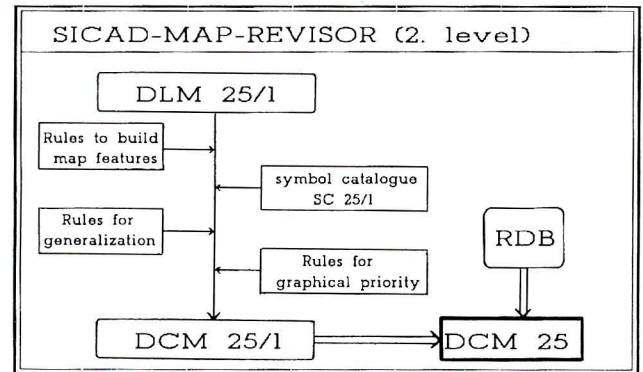 SICAD-MAP-REVISOR (2. level)
DLM 25/1
Rules to build
map features
symbol catalogue
SC 25/1
Rules for
generalization
RDB
Rules for
graphical priority
DCM 25/1
DCM 25